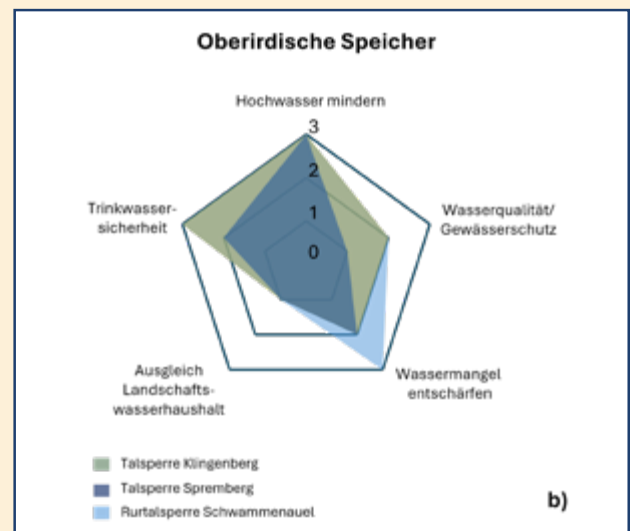 Oberirdische Speicher
Hochwasser mindern
3
2
1
0
Trinkwasser-
sicherheit
Wasserqualität/
Gewässerschutz
Ausgleich
Landschafts-
wasserhaushalt
Wassermangel
entschärfen
Talsperre Klingenberg
Talsperre Spremberg
Rurtalsperre Schwammenauel
b)